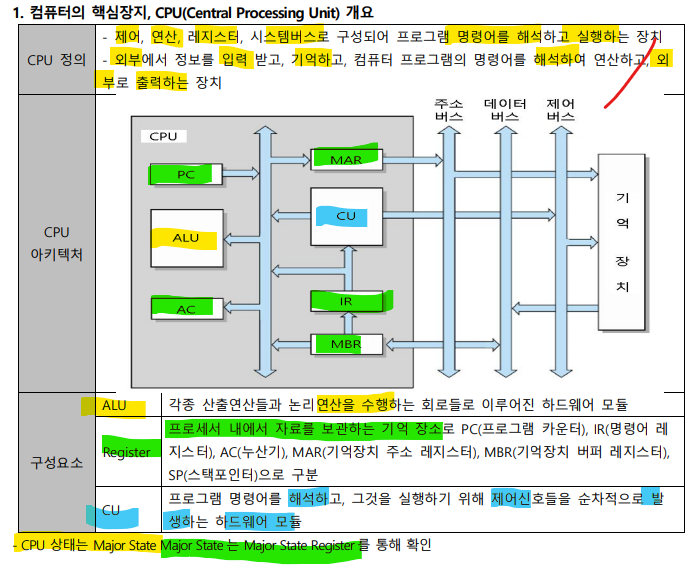 1. 컴퓨터의 핵심장치, CPU(Central Processing Unit) 개요
CPU 정의
- 제어, 연산, 레지스터, 시스템버스로 구성되어 프로그램 명령어를 해석하고 실행하는 장치
- 외부에서 정보를 입력 받고, 기억하고, 컴퓨터 프로그램의 명령어를 해석하여 연산하고, 외
부로 출력하는 장치
CPU
아키텍처
주소
버스
데이터
버스
제어
버스
CPU
PC
ALU
AC
MAR
CU
IR
MBR
기
억
장
치
구성요소
ALU
각종 산출연산들과 논리연산을 수행하는 회로들로 이루어진 하드웨어 모듈
Register
프로세서 내에서 자료를 보관하는 기억 장소로 PC(프로그램 카운터), IR(명령어 레
지스터), AC(누산기), MAR(기억장치 주소 레지스터), MBR(기억장치 버퍼 레지스터),
SP(스택포인터)으로 구분
CU
프로그램 명령어를 해석하고, 그것을 실행하기 위해 제어신호들을 순차적으로 발
생하는 하드웨어 모듈
- CPU 상태는 Major State Major State 는 Major State Register 를 통해 확인